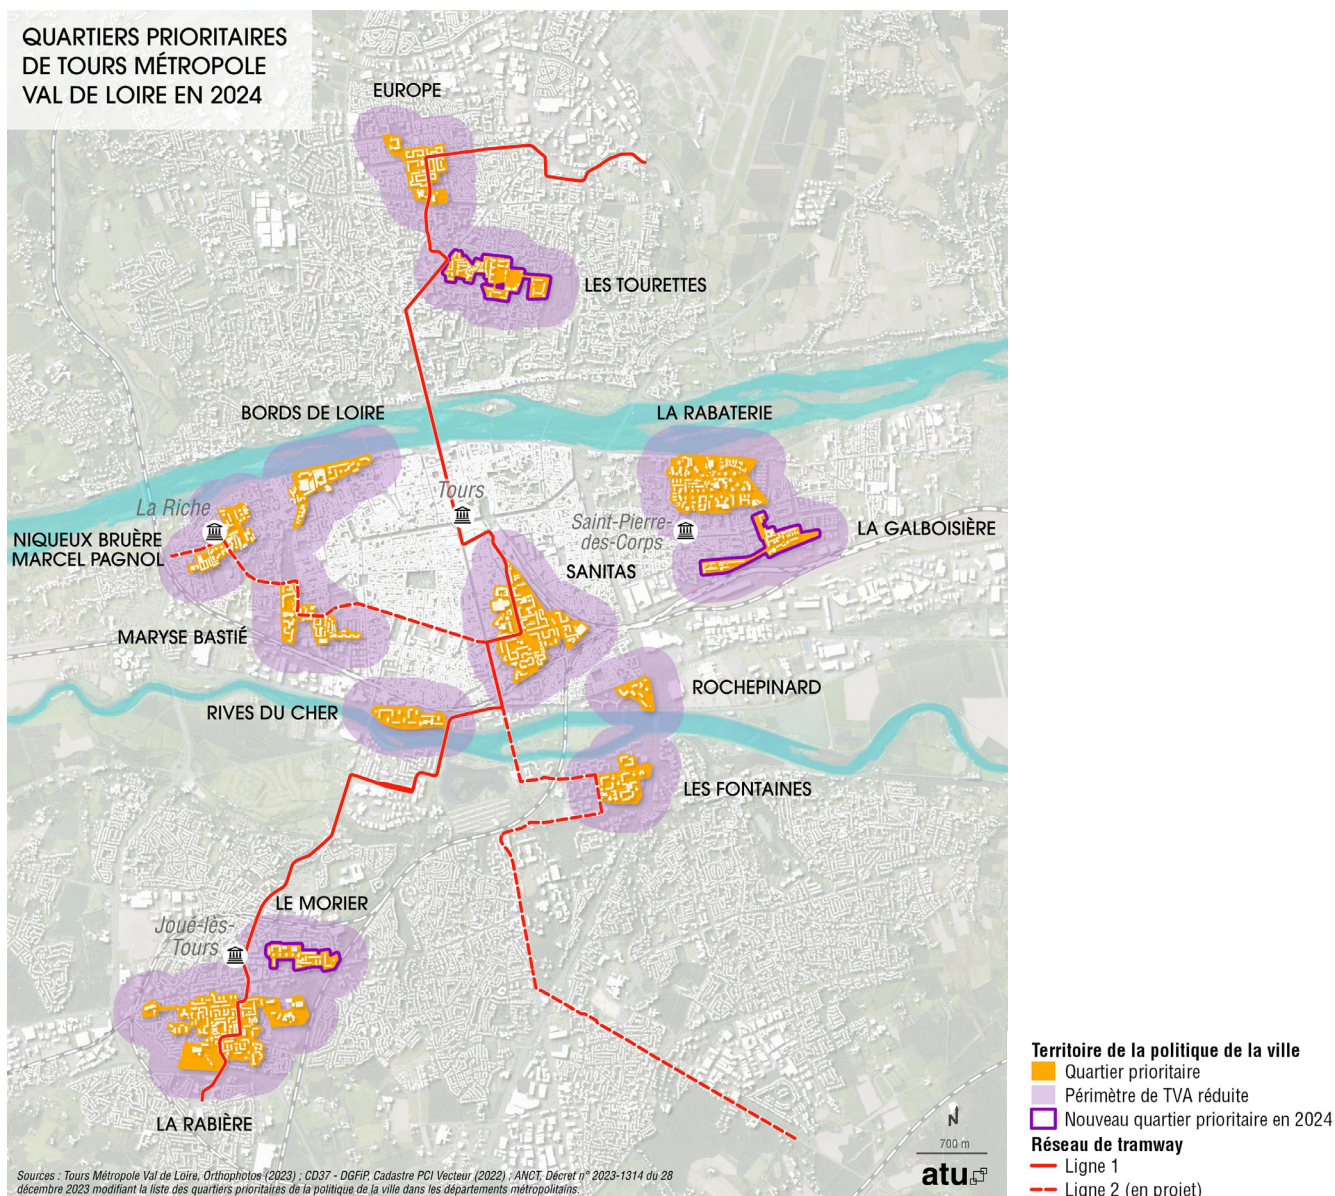 QUARTIERS PRIORITAIRES
DE TOURS MÉTROPOLE
VAL DE LOIRE EN 2024
EUROPE
LES TOURETTES
BORDS DE LOIRE
LA RABATERIE
La Riche
Tours
Saint-Pierre-
des-Corps
LA GALBOISIÈRE
NIQUEUX BRUÈRE
MARCEL PAGNOL
SANITAS
MARYSE BASTIÉ
ROCHEPINARD
RIVES DU CHER
LES FONTAINES
LE MORIER
Joué-lès-
Tours
LA RABIÈRE
N
700 m
atu
Sources : Tours Métropole Val de Loire, Orthophotos (2023) ; CD37 - DGFiP, Cadastre PCI Vecteur (2022) ; ANCT, Décret n° 2023-1314 du 28
décembre 2023 modifiant la liste des quartiers prioritaires de la politique de la ville dans les départements métropolitains.
Territoire de la politique de la ville
Quartier prioritaire
Périmètre de TVA réduite
Nouveau quartier prioritaire en 2024
Réseau de tramway
Ligne 1
Ligne 2 (en projet)